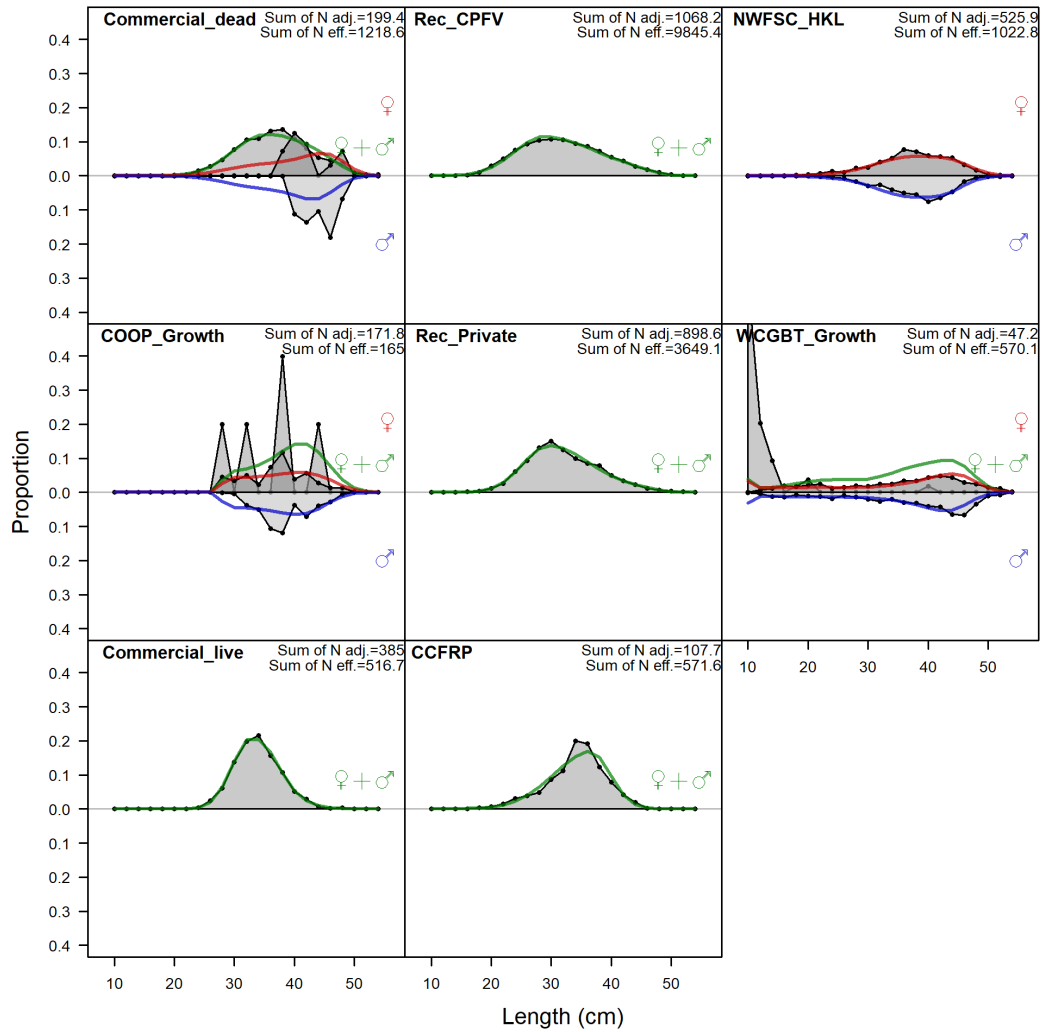 Commercial_dead
Sum of N adj.=199.4
Sum of N eff.=1218.6
♀
♀+♂
♂
Rec_CPFV
Sum of N adj.=1068.2
Sum of N eff.=9845.4
♀+♂
NWFSC_HKL
Sum of N adj.=525.9
Sum of N eff.=1022.8
♀
♂
0.4
0.3
0.2
0.1
0.0
0.1
0.2
0.3
0.4
COOP_Growth
Sum of N adj.=171.8
Sum of N eff.=165
♀
♀+♂
♂
Rec_Private
Sum of N adj.=898.6
Sum of N eff.=3649.1
♀+♂
WCGBT_Growth
Sum of N adj.=47.2
Sum of N eff.=570.1
♀
♀+♂
♂
0.4
0.3
0.2
0.1
0.0
0.1
0.2
0.3
0.4
10 20 30 40 50
Commercial_live
Sum of N adj.=385
Sum of N eff.=516.7
♀+♂
CCFRP
Sum of N adj.=107.7
Sum of N eff.=571.6
♀+♂
0.4
0.3
0.2
0.1
0.0
0.1
0.2
0.3
0.4
10 20 30 40 50
10 20 30 40 50
Proportion
Length (cm)